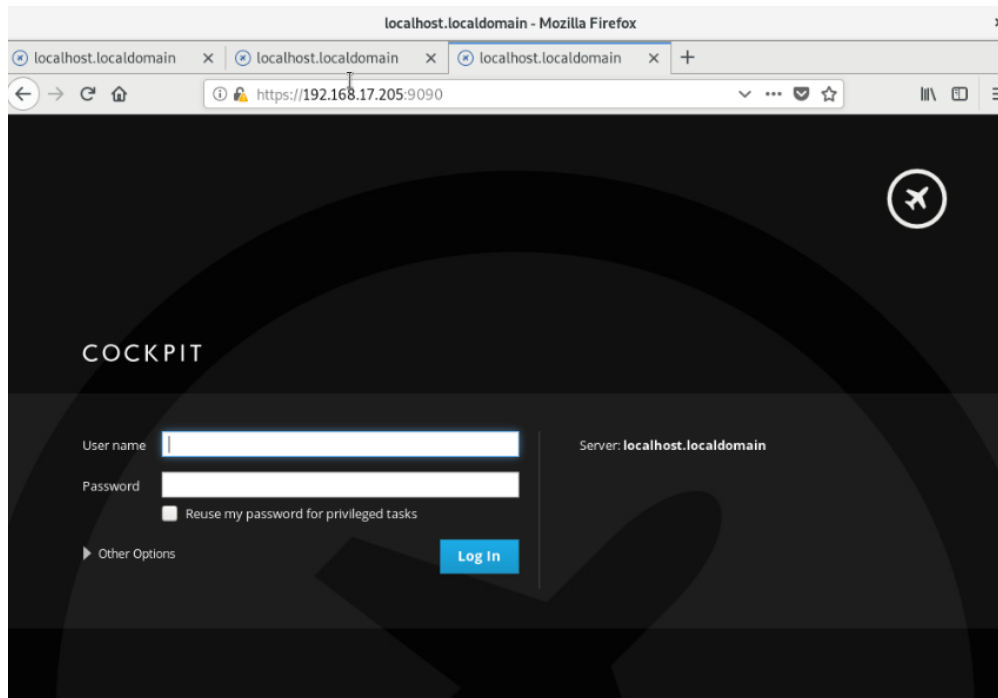 localhost.localdomain - Mozilla Firefox
localhost.localdomain localhost.localdomain localhost.localdomain
https://192.168.17.205:9090
COCKPIT
User name
Server: localhost.localdomain
Password
Reuse my password for privileged tasks
Other Options
Log In